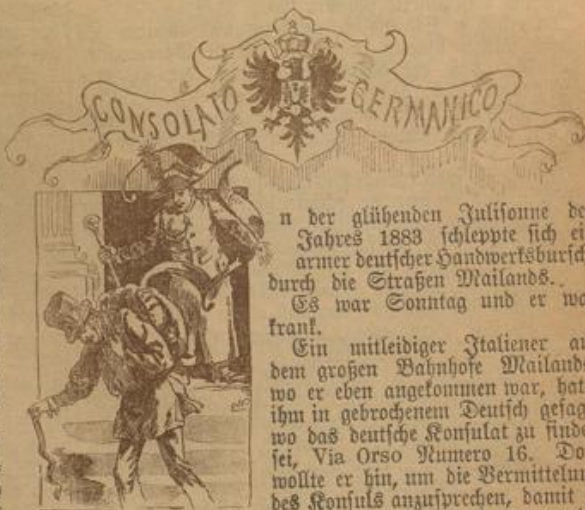 CONSOLATO GERMANICO
n der glühenden Julisonne de
Jahres 1883 schleppte sich ei
armer deutscher Handwerksbursch
durch die Straßen Mailands.
Es war Sonntag und er wa
krank.
Ein mitleidiger Italiener au
dem großen Bahnhofe Mailands
wo er eben angekommen war, hat
ihm in gebrochenem Deutsch gesag
wo das deutsche Konsulat zu finde
sei, Via Orso Numero 16. Do
wollte er hin, um die Vermittelun
des Konsuls anzusprechen, damit